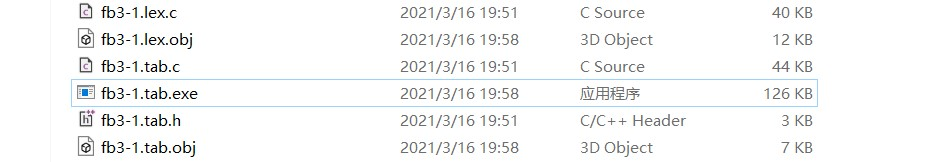 fb3-1.lex.c 2021/3/16 19:51 C Source 40 KB
fb3-1.lex.obj 2021/3/16 19:58 3D Object 12 KB
fb3-1.tab.c 2021/3/16 19:51 C Source 44 KB
fb3-1.tab.exe 2021/3/16 19:58 应用程序 126 KB
fb3-1.tab.h 2021/3/16 19:51 C/C++ Header 3 KB
fb3-1.tab.obj 2021/3/16 19:58 3D Object 7 KB